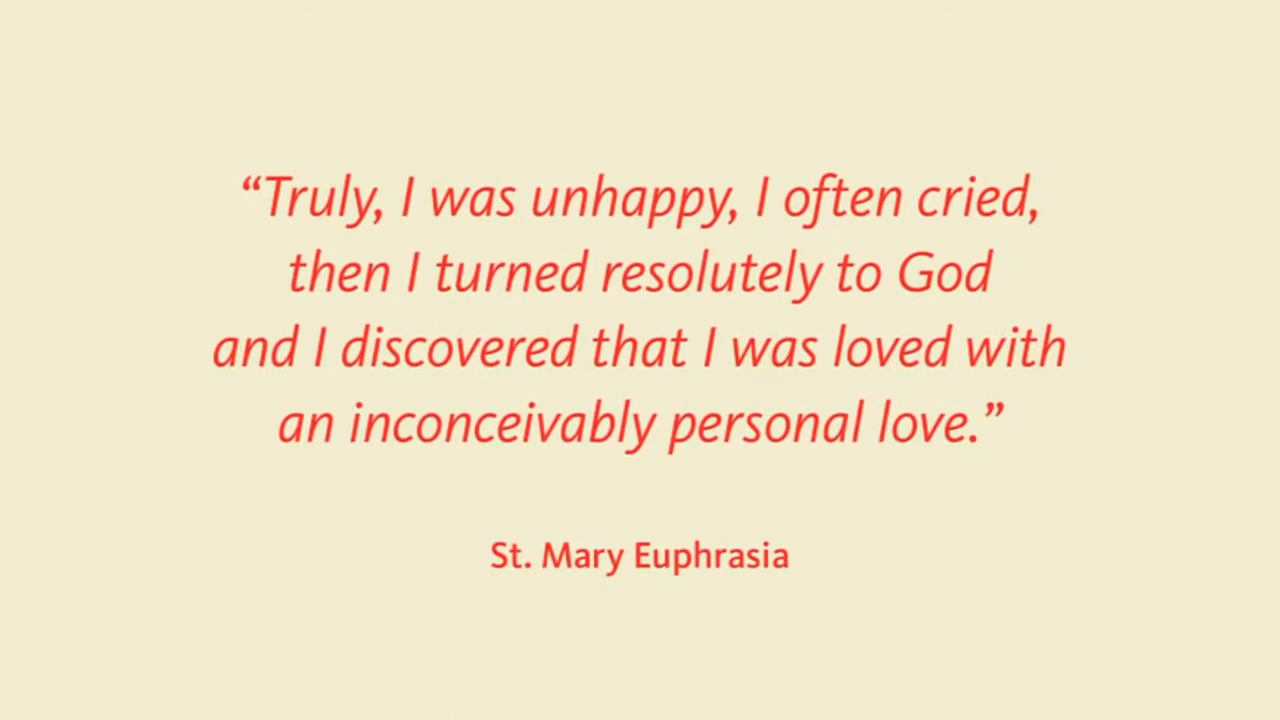 “Truly, I was unhappy, I often cried,
then I turned resolutely to God
and I discovered that I was loved with
an inconceivably personal love.”
St. Mary Euphrasia